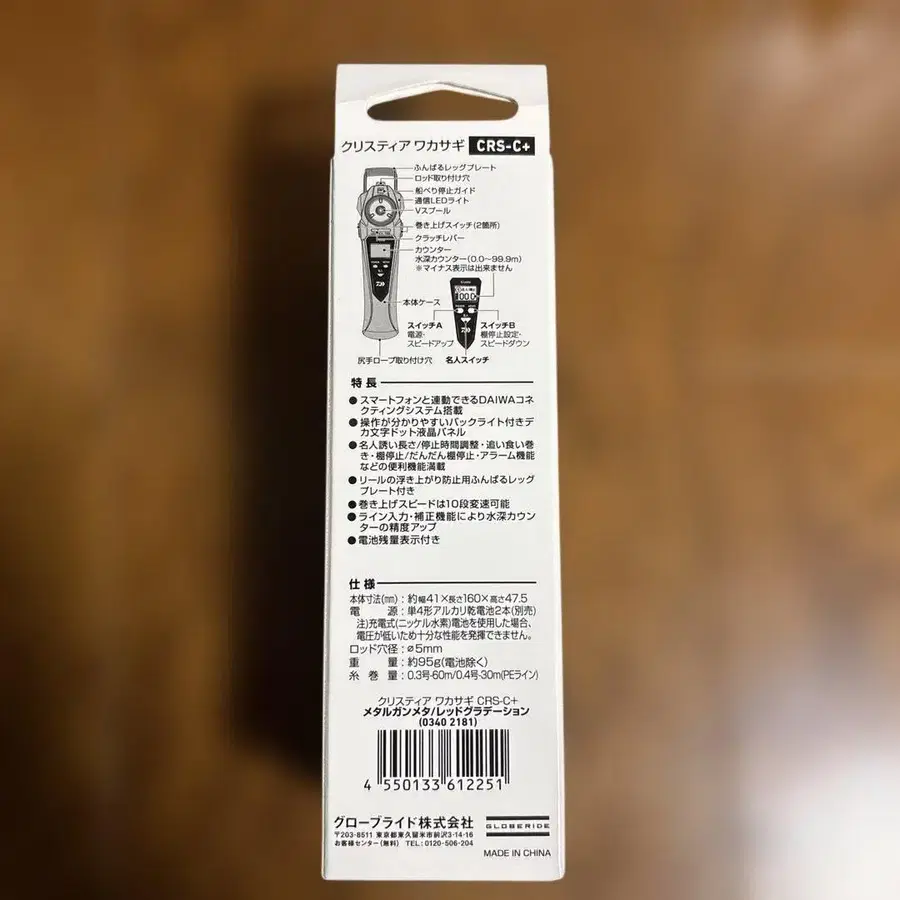 クリスティア ワカサギ CRS-C+
ふんばるレッグプレート
ロッド取り付け穴
船べり停止ガイド
通信LEDライト
Vスプール
巻き上げスイッチ(2箇所)
クラッチレバー
カウンター
水深カウンター(0.0〜99.9m)
※マイナス表示は出来ません
本体ケース
スイッチA
電源・
スピードアップ
スイッチB
棚停止設定・
スピードダウン
尻手ロープ取り付け穴
名人スイッチ
特長
●スマートフォンと連動できるDAIWAコネ
クティングシステム搭載
●操作が分かりやすいバックライト付きデ
カ文字ドット液晶パネル
●名人誘い長さ/停止時間調整・追い食い巻
き・棚停止/だんだん棚停止・アラーム機能
などの便利機能満載
●リールの浮き上がり防止用ふんばるレッグ
プレート付き
●巻き上げスピードは10段変速可能
●ライン入力・補正機能により水深カウン
ターの精度アップ
●電池残量表示付き
仕様
本体寸法(mm):約幅41×長さ160×高さ47.5
電源:単4形アルカリ乾電池2本(別売)
注)充電式(ニッケル水素)電池を使用した場合、
電圧が低いため十分な性能を発揮できません。
ロッド穴径:ø5mm
重量:約95g(電池除く)
糸巻量:0.3号-60m/0.4号-30m(PEライン)
クリスティア ワカサギ CRS-C+
メタルガンメタ/レッドグラデーション
(0340 2181)
4 550133 612251
グローブライド株式会社
GLOBERIDE
〒203-8511 東京都東久留米市前沢3-14-16
お客様センター(無料) TEL:0120-506-204
MADE IN CHINA